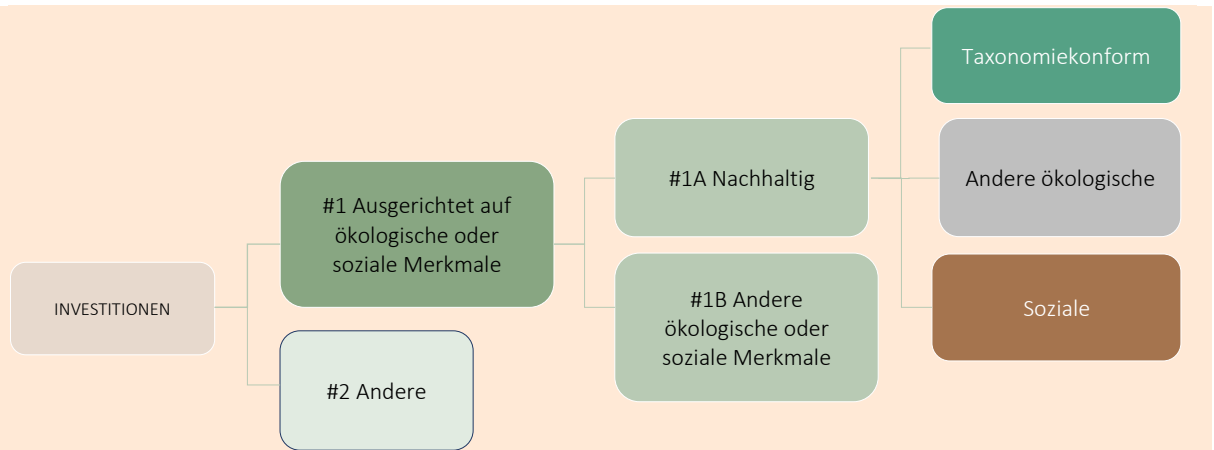 INVESTITIONEN
#1 Ausgerichtet auf
ökologische oder
soziale Merkmale
#2 Andere
#1A Nachhaltig
#1B Andere
ökologische oder
soziale Merkmale
Taxonomiekonform
Andere ökologische
Soziale